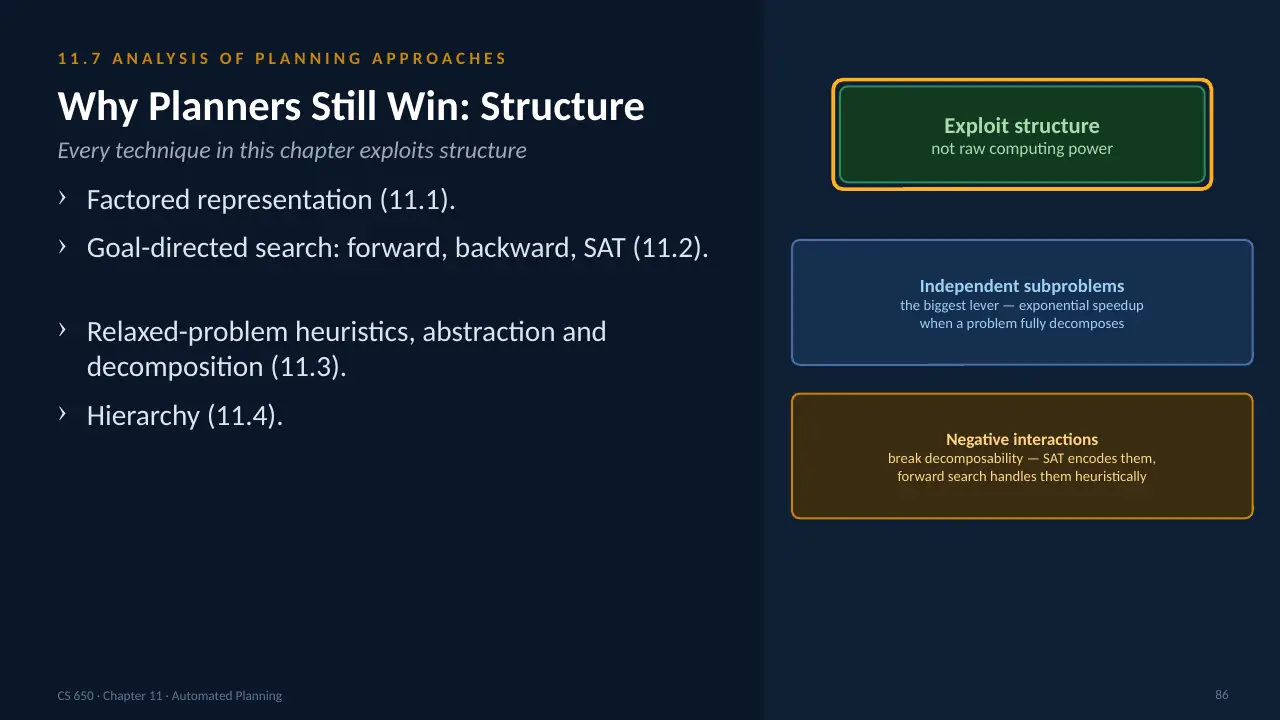 11.7 ANALYSIS OF PLANNING APPROACHES
Why Planners Still Win: Structure
Every technique in this chapter exploits structure
› Factored representation (11.1).
› Goal-directed search: forward, backward, SAT (11.2).
› Relaxed-problem heuristics, abstraction and
decomposition (11.3).
› Hierarchy (11.4).
Exploit structure
not raw computing power
Independent subproblems
the biggest lever — exponential speedup
when a problem fully decomposes
Negative interactions
break decomposability — SAT encodes them,
forward search handles them heuristically
CS 650 · Chapter 11 · Automated Planning
86